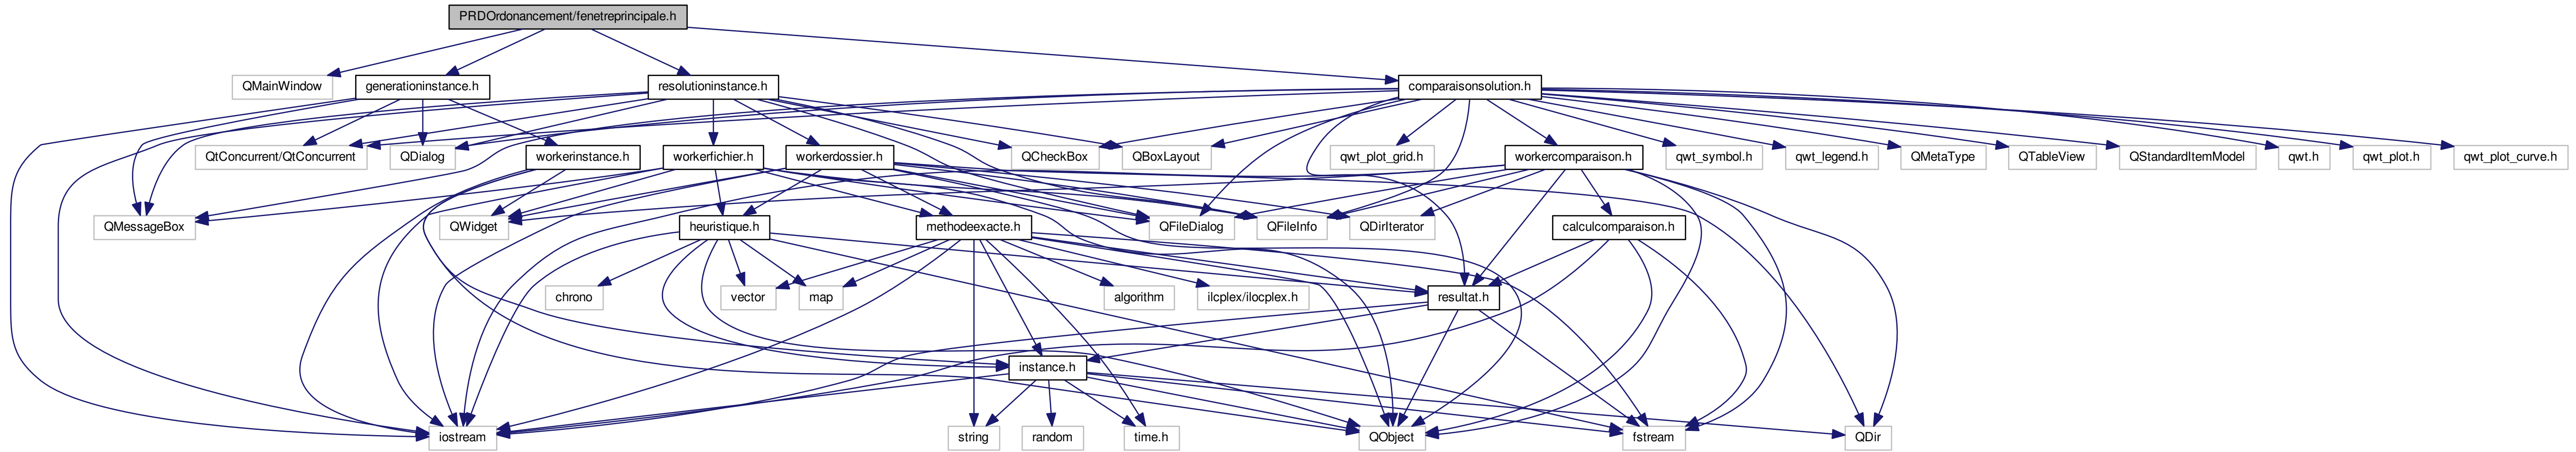 PRDOrdonancement/fenetreprincipale.h
QMainWindow
generationinstance.h
resolutioninstance.h
comparaisonsolution.h
QtConcurrent/QtConcurrent
QDialog
workerinstance.h
workerfichier.h
workerdossier.h
QCheckBox
QBoxLayout
qwt_plot_grid.h
workercomparaison.h
qwt_symbol.h
qwt_legend.h
QMetaType
QTableView
QStandardItemModel
qwt.h
qwt_plot.h
qwt_plot_curve.h
QMessageBox
QWidget
heuristique.h
methodeexacte.h
QFileDialog
QFileInfo
QDirIterator
calculcomparaison.h
chrono
vector
map
algorithm
ilcplex/ilocplex.h
resultat.h
instance.h
iostream
string
random
time.h
QObject
fstream
QDir